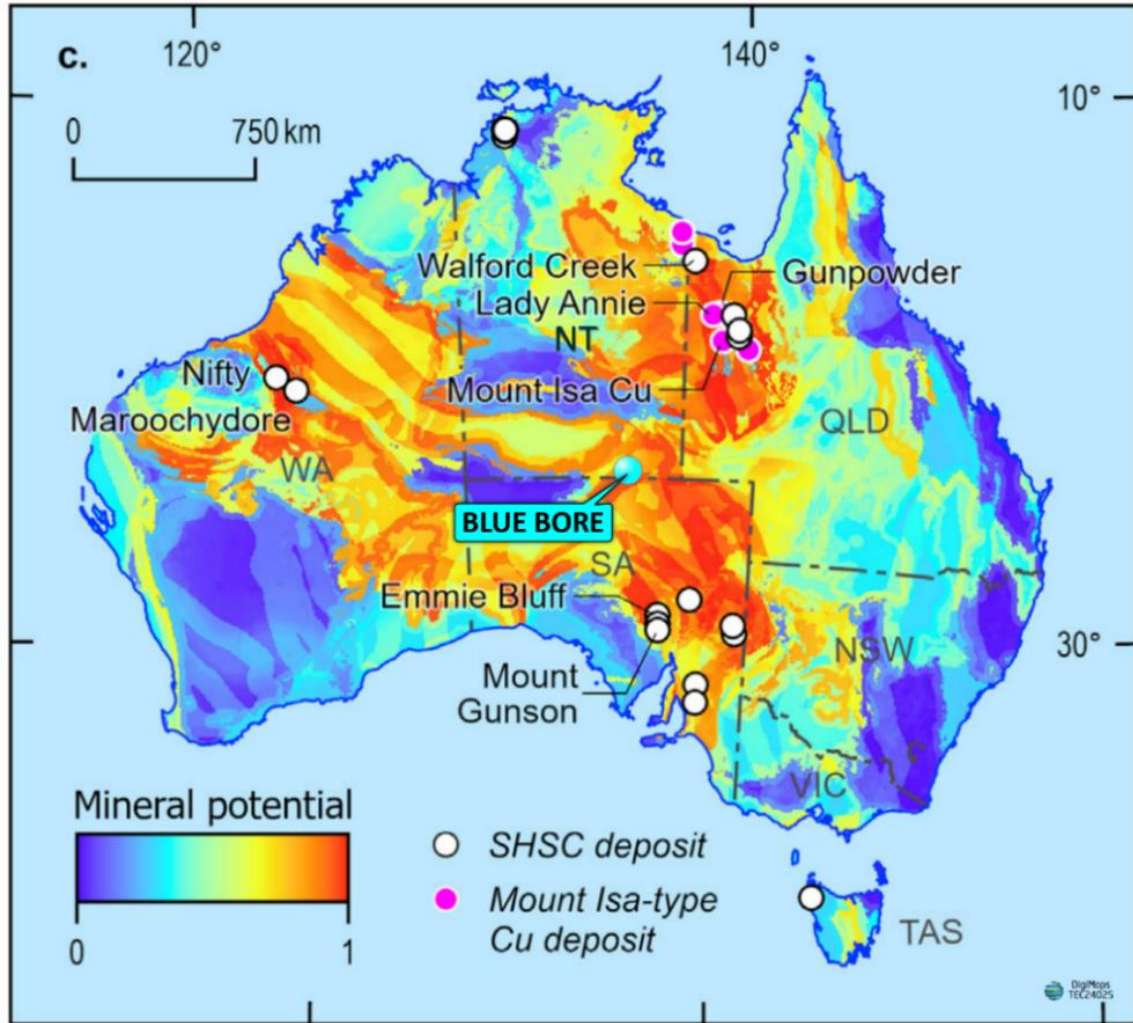 120°
140°
c.
10°
0
750 km
Walford Creek
Gunpowder
Lady Annie
NT
Nifty
Mount Isa Cu
Maroochydore
QLD
WA
BLUE BORE
SA
Emmie Bluff
30°
NSW
Mount
Gunson
VIC
Mineral potential
0
1
SHSC deposit
Mount Isa-type
Cu deposit
TAS
DigiMaps
TEC24025